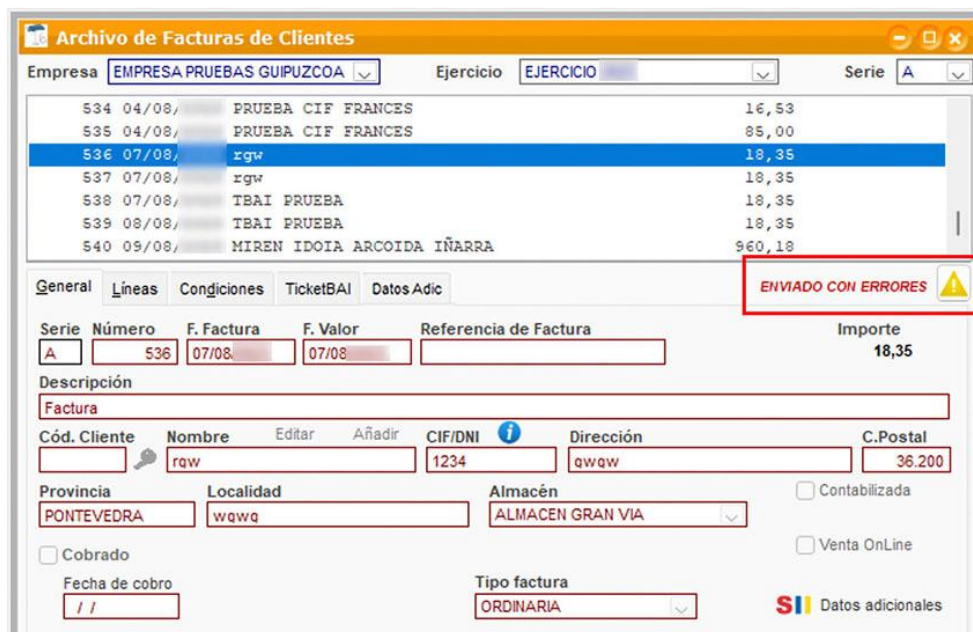 Archivo de Facturas de Clientes
Empresa EMPRESA PRUEBAS GUIPUZCOA Ejercicio EJERCICIO Serie A
534 04/08/ PRUEBA CIF FRANCES 16,53
535 04/08/ PRUEBA CIF FRANCES 85,00
536 07/08/ rgw 18,35
537 07/08/ rgw 18,35
538 07/08/ TBAI PRUEBA 18,35
539 08/08/ TBAI PRUEBA 18,35
540 09/08/ MIREN IDOIA ARCOIDA IÑARRA 960,18
General Líneas Condiciones TicketBAI Datos Adic ENVIADO CON ERRORES
Serie Número F. Factura F. Valor Referencia de Factura Importe
A 536 07/08/ 07/08 18,35
Descripción
Factura
Cód. Cliente Nombre Editar Añadir CIF/DNI Dirección C.Postal
rqw 1234 qwqw 36.200
Provincia Localidad Almacén Contabilizada
PONTEVEDRA wqwq ALMACEN GRAN VIA
Cobrado Venta OnLine
Fecha de cobro Tipo factura
/ / ORDINARIA SII Datos adicionales